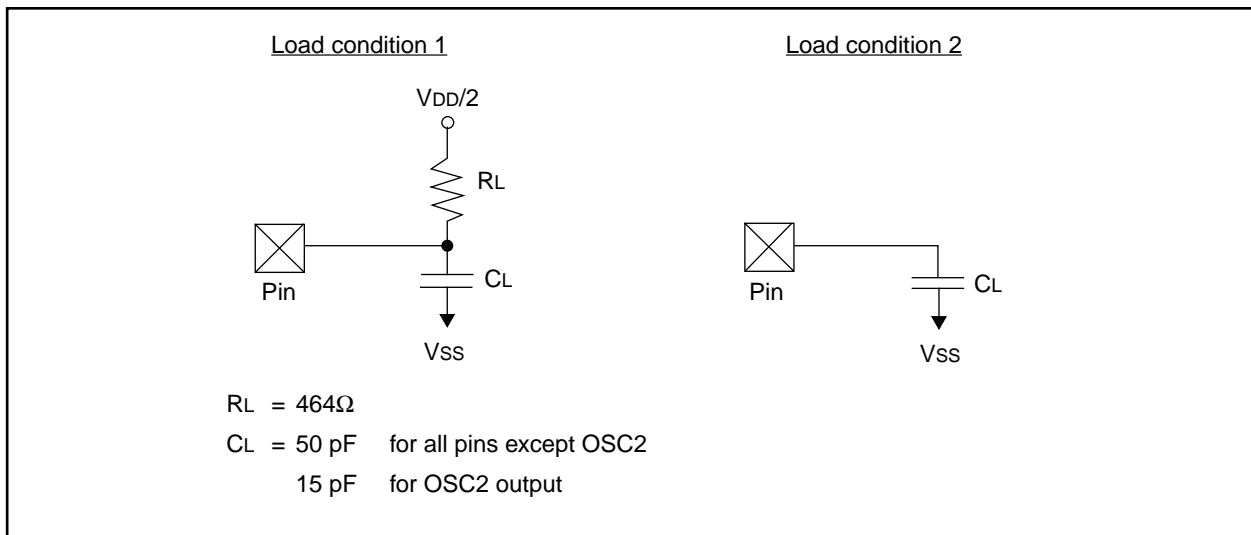 Load condition 1
VDD/2
RL
Pin
CL
VSS
Load condition 2
Pin
CL
VSS
RL = 464Ω
CL = 50 pF for all pins except OSC2
15 pF for OSC2 output